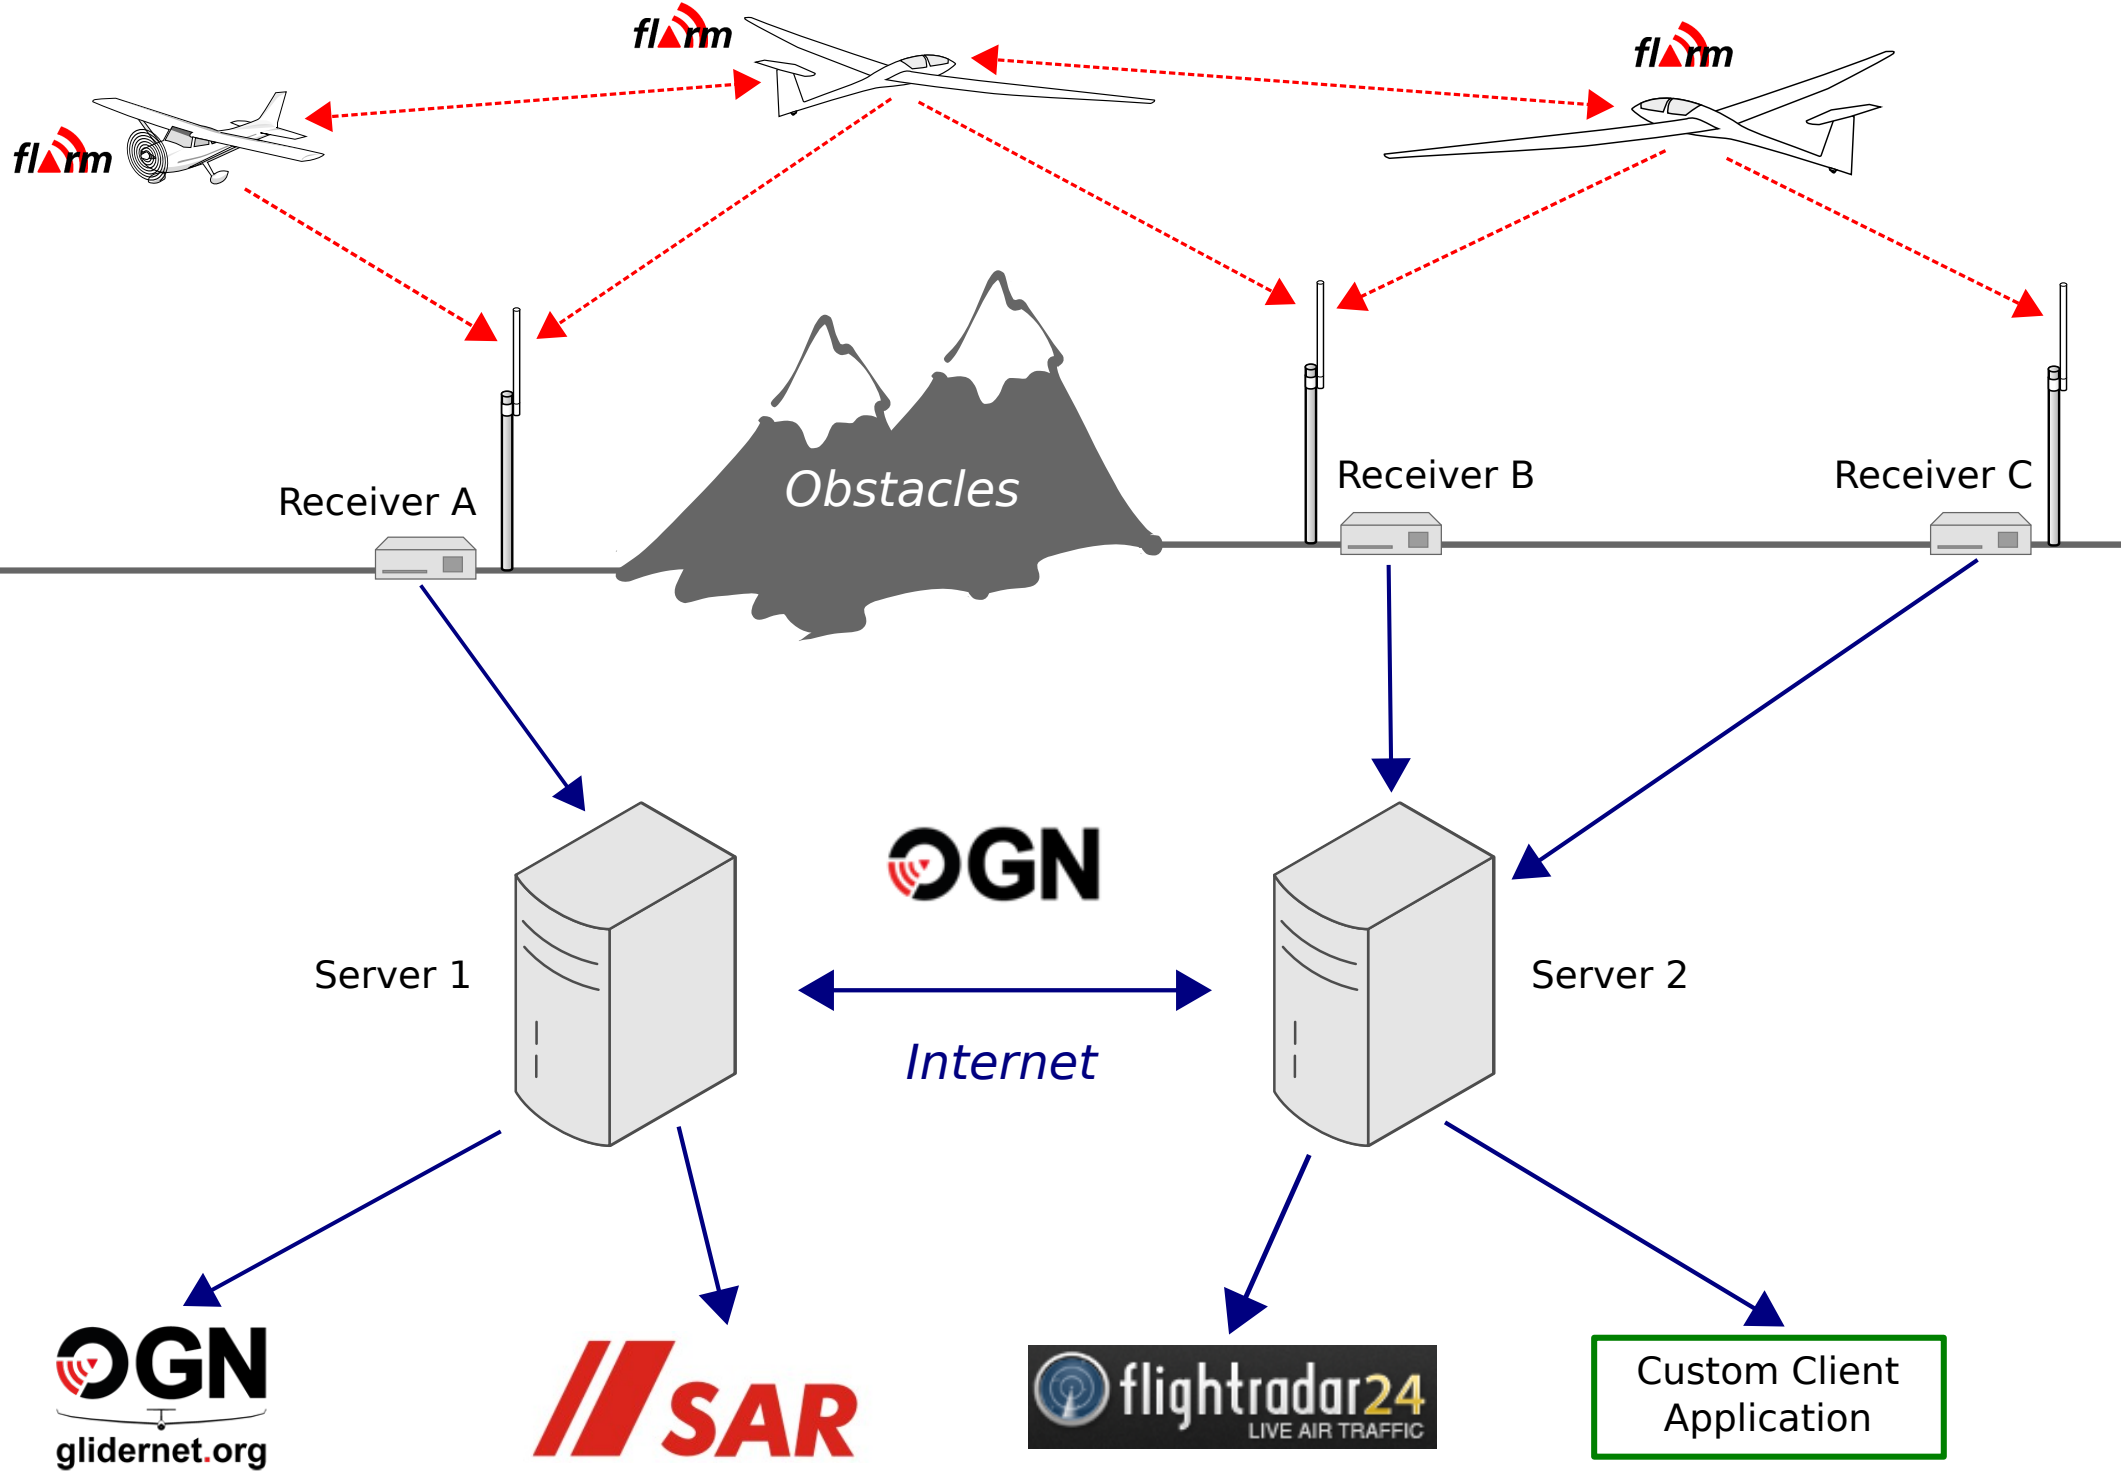 flarm
flarm
flarm
Obstacles
Receiver A
Receiver B
Receiver C
OGN
Server 1
Server 2
Internet
OGN
glidernet.org
SAR
flightradar24
LIVE AIR TRAFFIC
Custom Client
Application